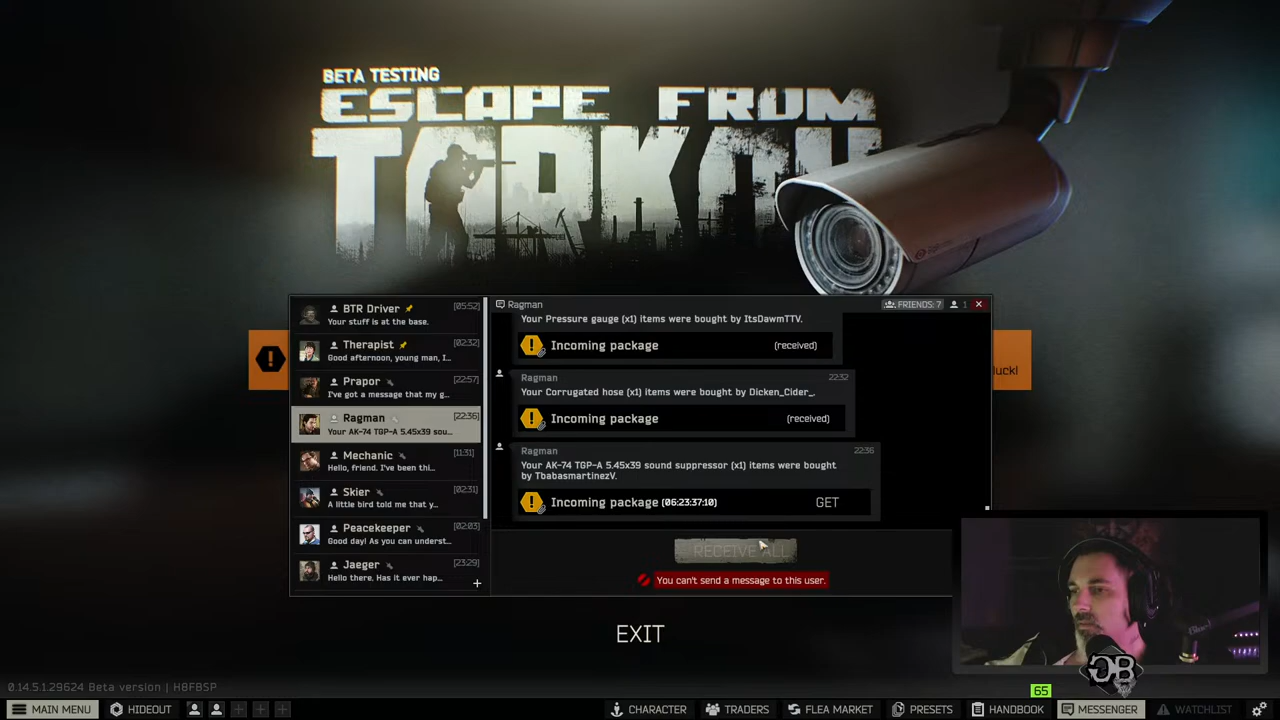 BETA TESTING
ESCAPE FROM
TARKOV
BTR Driver [05:52]
Your stuff is at the base.
Therapist [02:32]
Good afternoon, young man, I...
Prapor [22:57]
I've got a message that my g...
Ragman [22:36]
Your AK-74 TGP-A 5.45x39 sou...
Mechanic [11:31]
Hello, friend. I've been thi...
Skier [02:31]
A little bird told me that y...
Peacekeeper [02:03]
Good day! As you can underst...
Jaeger [23:29]
Hello there. Has it ever hap...
+
Ragman FRIENDS: 7 1
Your Pressure gauge (x1) items were bought by ItsDawmTTV.
Incoming package (received)
Ragman 22:32
Your Corrugated hose (x1) items were bought by Dicken_Cider_.
Incoming package (received)
Ragman 22:36
Your AK-74 TGP-A 5.45x39 sound suppressor (x1) items were bought
by TbabasmartinezV.
Incoming package (06:23:37:10) GET
RECEIVE ALL
You can't send a message to this user.
luck!
EXIT
0.14.5.1.29624 Beta version | H8FBSP
65
MAIN MENU HIDEOUT CHARACTER TRADERS FLEA MARKET PRESETS HANDBOOK MESSENGER WATCHLIST